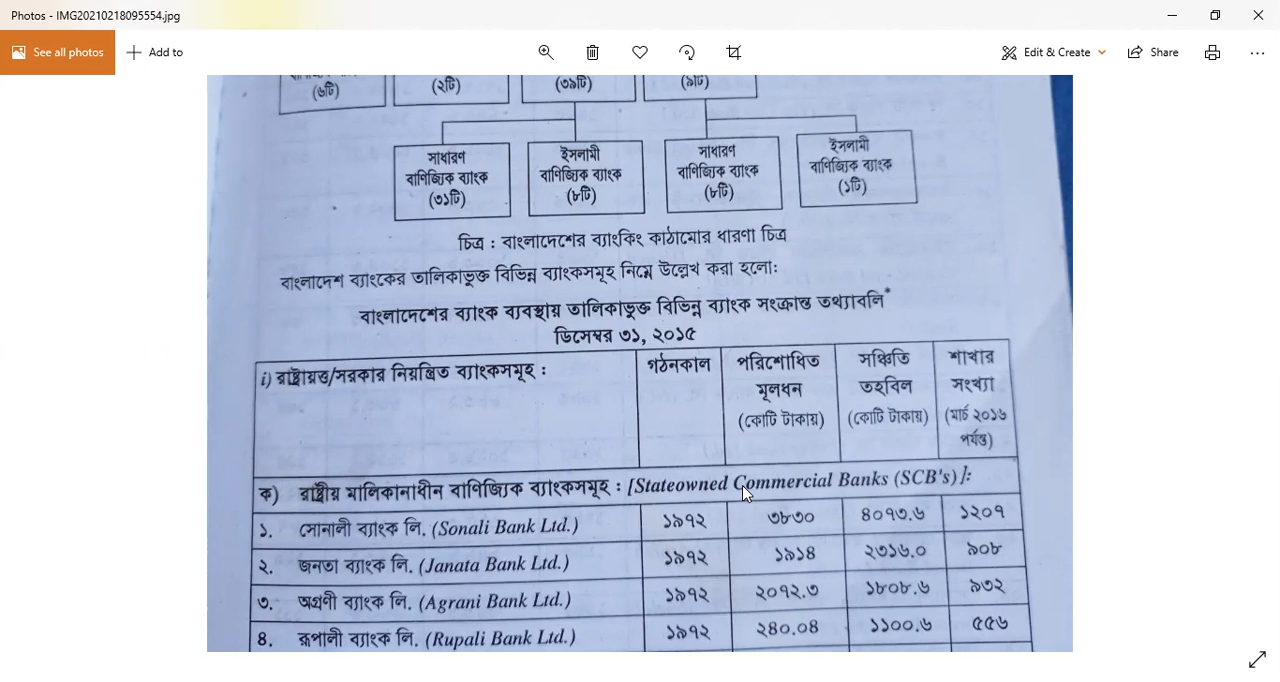 Photos - IMG20210218095554.jpg
See all photos
Add to
Edit & Create
Share
(৬টি)
(২টি)
(৩৯টি)
(৯টি)
সাধারণ
বাণিজ্যিক ব্যাংক
(৩১টি)
ইসলামী
বাণিজ্যিক ব্যাংক
(৮টি)
সাধারণ
বাণিজ্যিক ব্যাংক
(৮টি)
ইসলামী
বাণিজ্যিক ব্যাংক
(১টি)
চিত্র : বাংলাদেশের ব্যাংকিং কাঠামোর ধারণা চিত্র
বাংলাদেশ ব্যাংকের তালিকাভুক্ত বিভিন্ন ব্যাংকসমূহ নিম্নে উল্লেখ করা হলো:
বাংলাদেশের ব্যাংক ব্যবস্থায় তালিকাভুক্ত বিভিন্ন ব্যাংক সংক্রান্ত তথ্যাবলি*
ডিসেম্বর ৩১, ২০১৫
i) রাষ্ট্রায়ত্ত/সরকার নিয়ন্ত্রিত ব্যাংকসমূহ :
গঠনকাল
পরিশোধিত
মূলধন
(কোটি টাকায়)
সঞ্চিতি
তহবিল
(কোটি টাকায়)
শাখার
সংখ্যা
(মার্চ ২০১৬
পর্যন্ত)
ক) রাষ্ট্রীয় মালিকানাধীন বাণিজ্যিক ব্যাংকসমূহ : [Stateowned Commercial Banks (SCB's)]:
১. সোনালী ব্যাংক লি. (Sonali Bank Ltd.) ১৯৭২ ৩৮৩০ ৪০৭৩.৬ ১২০৭
২. জনতা ব্যাংক লি. (Janata Bank Ltd.) ১৯৭২ ১৯১৪ ২৩১৬.০ ৯০৮
৩. অগ্রণী ব্যাংক লি. (Agrani Bank Ltd.) ১৯৭২ ২০৭২.৩ ১৮০৮.৬ ৯৩২
৪. রূপালী ব্যাংক লি. (Rupali Bank Ltd.) ১৯৭২ ২৪০.০৪ ১১০০.৬ ৫৫৬